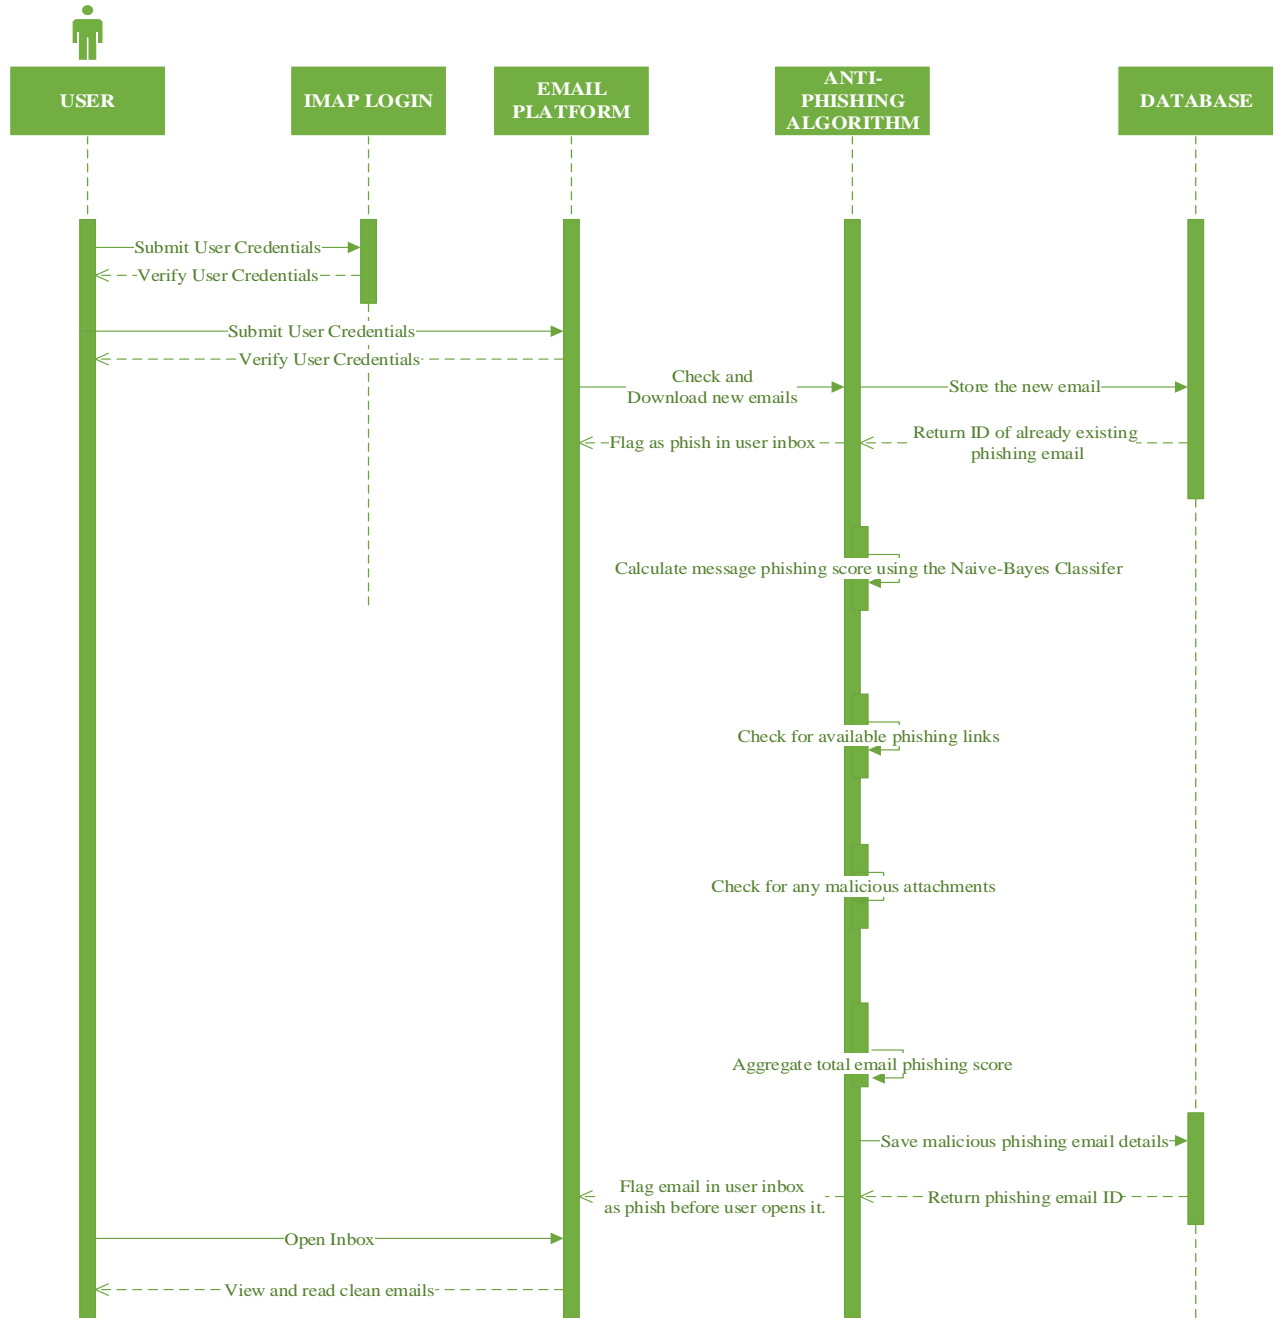 USER
IMAP LOGIN
EMAIL
PLATFORM
ANTI-
PHISHING
ALGORITHM
DATABASE
Submit User Credentials
Verify User Credentials
Submit User Credentials
Verify User Credentials
Check and
Download new emails
Store the new email
Flag as phish in user inbox
Return ID of already existing
phishing email
Calculate message phishing score using the Naive-Bayes Classifer
Check for available phishing links
Check for any malicious attachments
Aggregate total email phishing score
Save malicious phishing email details
Flag email in user inbox
as phish before user opens it.
Return phishing email ID
Open Inbox
View and read clean emails